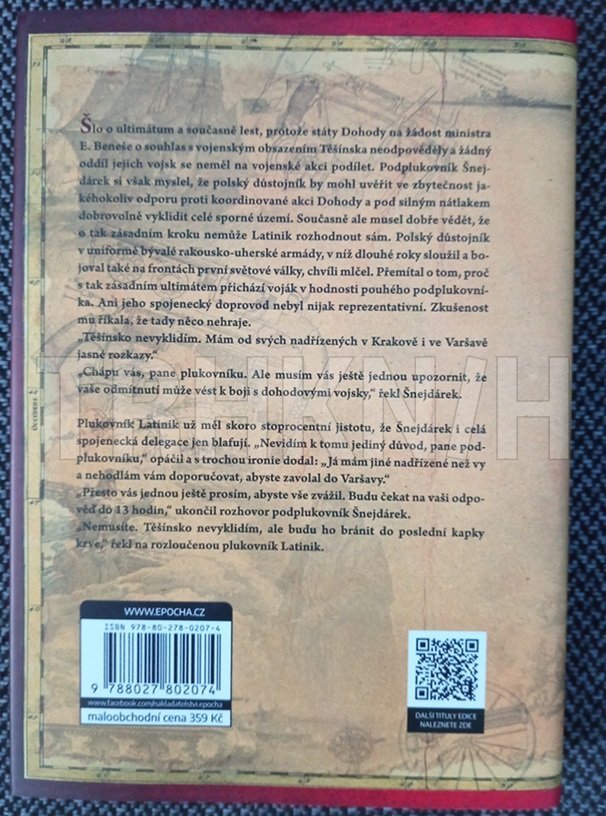 Šlo o ultimátum a současně lest, protože státy Dohody na žádost ministra
E. Beneše o souhlas s vojenským obsazením Těšínska neodpověděly a žádný
oddíl jejich vojsk se neměl na vojenské akci podílet. Podplukovník Šnej-
dárek si však myslel, že polský důstojník by mohl uvěřit ve zbytečnost ja-
kéhokoliv odporu proti koordinované akci Dohody a pod silným nátlakem
dobrovolně vyklidit celé sporné území. Současně ale musel dobře vědět, že
o tak zásadním kroku nemůže Latinik rozhodnout sám. Polský důstojník
v uniformě bývalé rakousko-uherské armády, v níž dlouhé roky sloužil a bo-
joval také na frontách první světové války, chvíli mlčel. Přemítal o tom, proč
s tak zásadním ultimátem přichází voják v hodnosti pouhého podplukovní-
ka. Ani jeho spojenecký doprovod nebyl nijak reprezentativní. Zkušenost
mu říkala, že tady něco nehraje.
„Těšínsko nevyklidím. Mám od svých nadřízených v Krakově i ve Varšavě
jasné rozkazy.“
„Chápu vás, pane plukovníku. Ale musím vás ještě jednou upozornit, že
vaše odmítnutí může vést k boji s dohodovými vojsky,“ řekl Šnejdárek.
Plukovník Latinik už měl skoro stoprocentní jistotu, že Šnejdárek i celá
spojenecká delegace jen blafují. „Nevidím k tomu jediný důvod, pane pod-
plukovníku,“ opáčil a s trochou ironie dodal: „Já mám jiné nadřízené než vy
a nehodlám vám doporučovat, abyste zavolal do Varšavy.“
„Přesto vás jednou ještě prosím, abyste vše zvážil. Budu čekat na vaši odpo-
věď do 13 hodin,“ ukončil rozhovor podplukovník Šnejdárek.
„Nemusíte. Těšínsko nevyklidím, ale budu ho bránit do poslední kapky
krve,“ řekl na rozloučenou plukovník Latinik.
WWW.EPOCHA.CZ
ISBN 978-80-278-0207-4
9 788027 802074
www.facebook.com/nakladatelstvi.epocha
maloobchodní cena 359 Kč
DALŠÍ TITULY EDICE
NALEZNETE ZDE